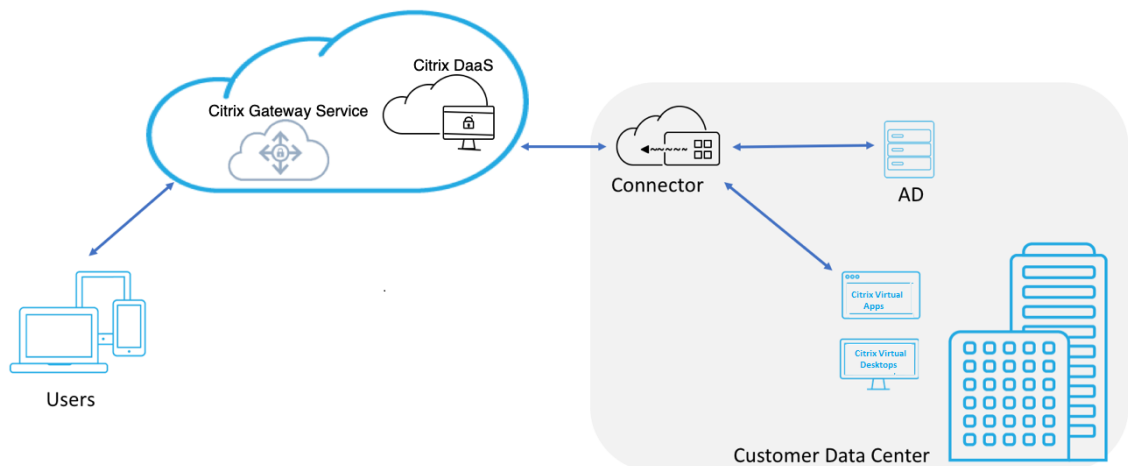 Citrix DaaS
Citrix Gateway Service
Connector
AD
Citrix Virtual
Apps
Citrix Virtual
Desktops
Users
Customer Data Center